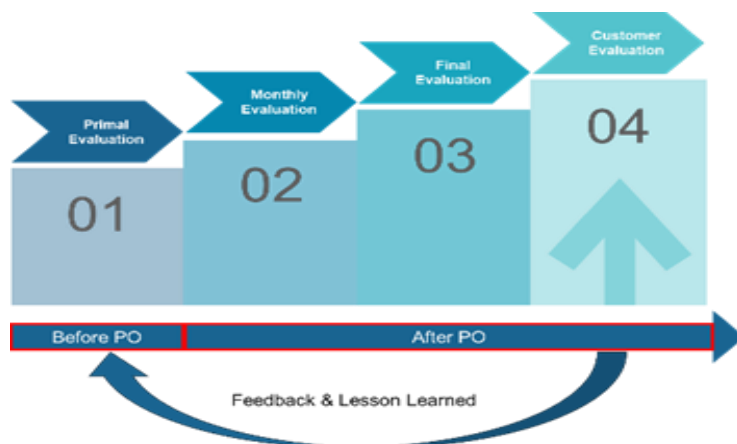 Primal
Evaluation
01
Monthly
Evaluation
02
Final
Evaluation
03
Customer
Evaluation
04
Before PO
After PO
Feedback & Lesson Learned